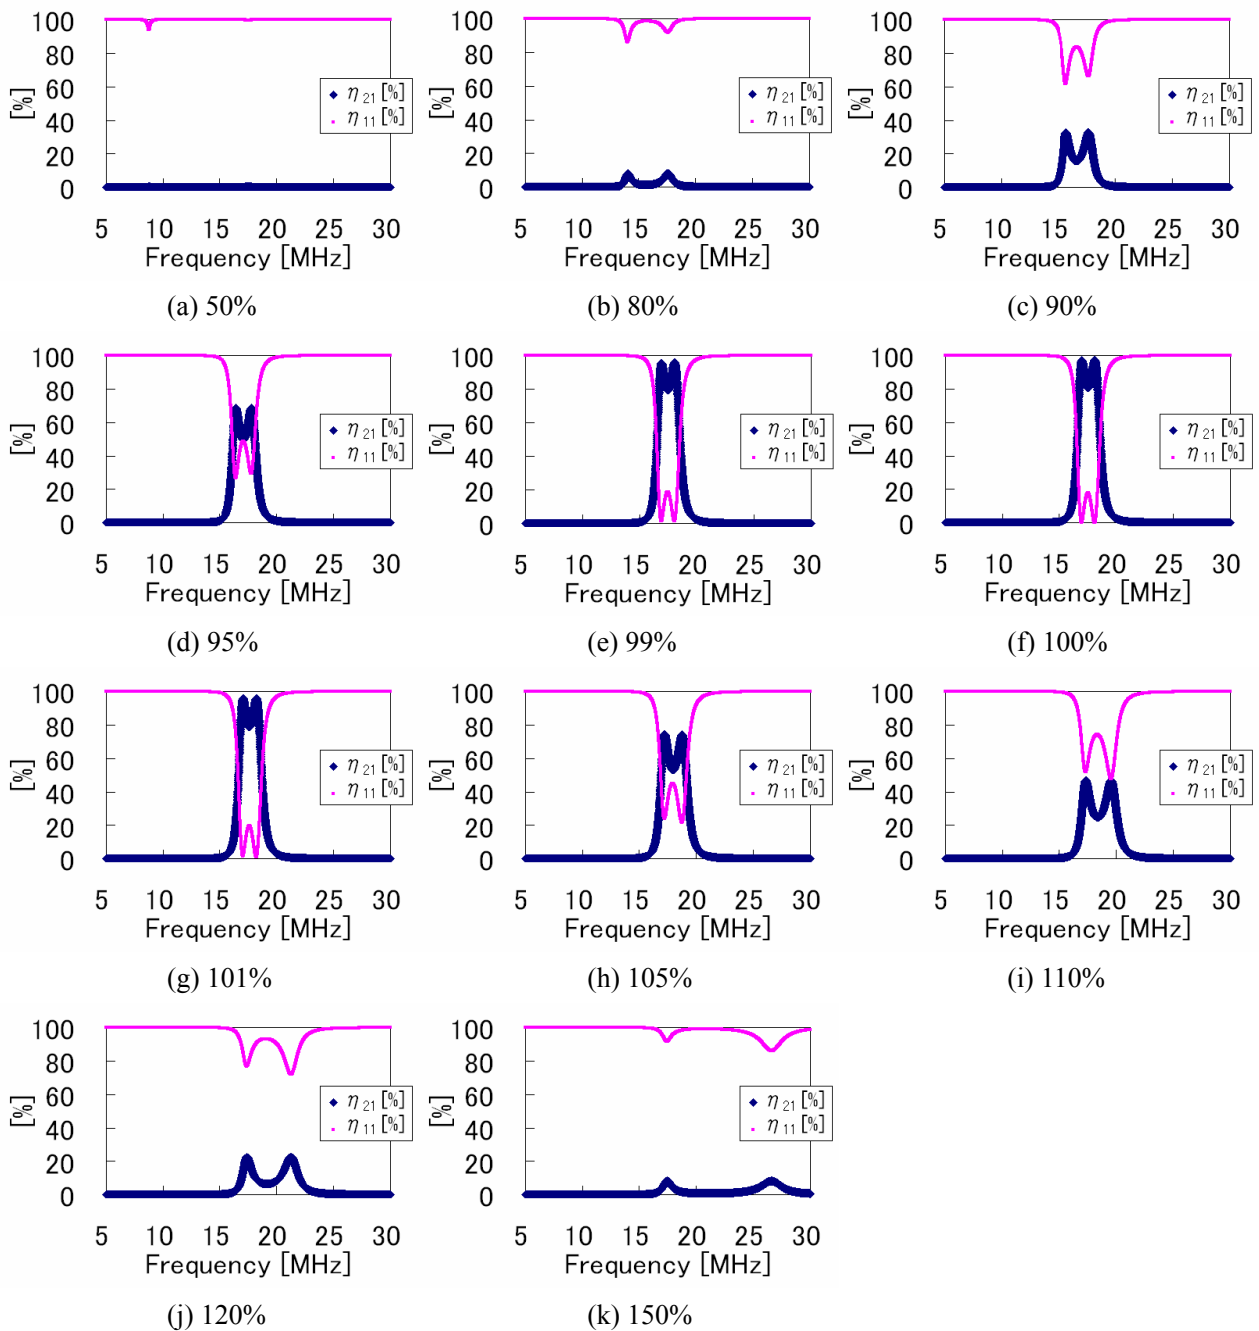 100
80
60
40
20
0
[%]
η21[%]
η11[%]
5 10 15 20 25 30
Frequency [MHz]
(a) 50%
100
80
60
40
20
0
[%]
η21[%]
η11[%]
5 10 15 20 25 30
Frequency [MHz]
(b) 80%
100
80
60
40
20
0
[%]
η21[%]
η11[%]
5 10 15 20 25 30
Frequency [MHz]
(c) 90%
100
80
60
40
20
0
[%]
η21[%]
η11[%]
5 10 15 20 25 30
Frequency [MHz]
(d) 95%
100
80
60
40
20
0
[%]
η21[%]
η11[%]
5 10 15 20 25 30
Frequency [MHz]
(e) 99%
100
80
60
40
20
0
[%]
η21[%]
η11[%]
5 10 15 20 25 30
Frequency [MHz]
(f) 100%
100
80
60
40
20
0
[%]
η21[%]
η11[%]
5 10 15 20 25 30
Frequency [MHz]
(g) 101%
100
80
60
40
20
0
[%]
η21[%]
η11[%]
5 10 15 20 25 30
Frequency [MHz]
(h) 105%
100
80
60
40
20
0
[%]
η21[%]
η11[%]
5 10 15 20 25 30
Frequency [MHz]
(i) 110%
100
80
60
40
20
0
[%]
η21[%]
η11[%]
5 10 15 20 25 30
Frequency [MHz]
(j) 120%
100
80
60
40
20
0
[%]
η21[%]
η11[%]
5 10 15 20 25 30
Frequency [MHz]
(k) 150%